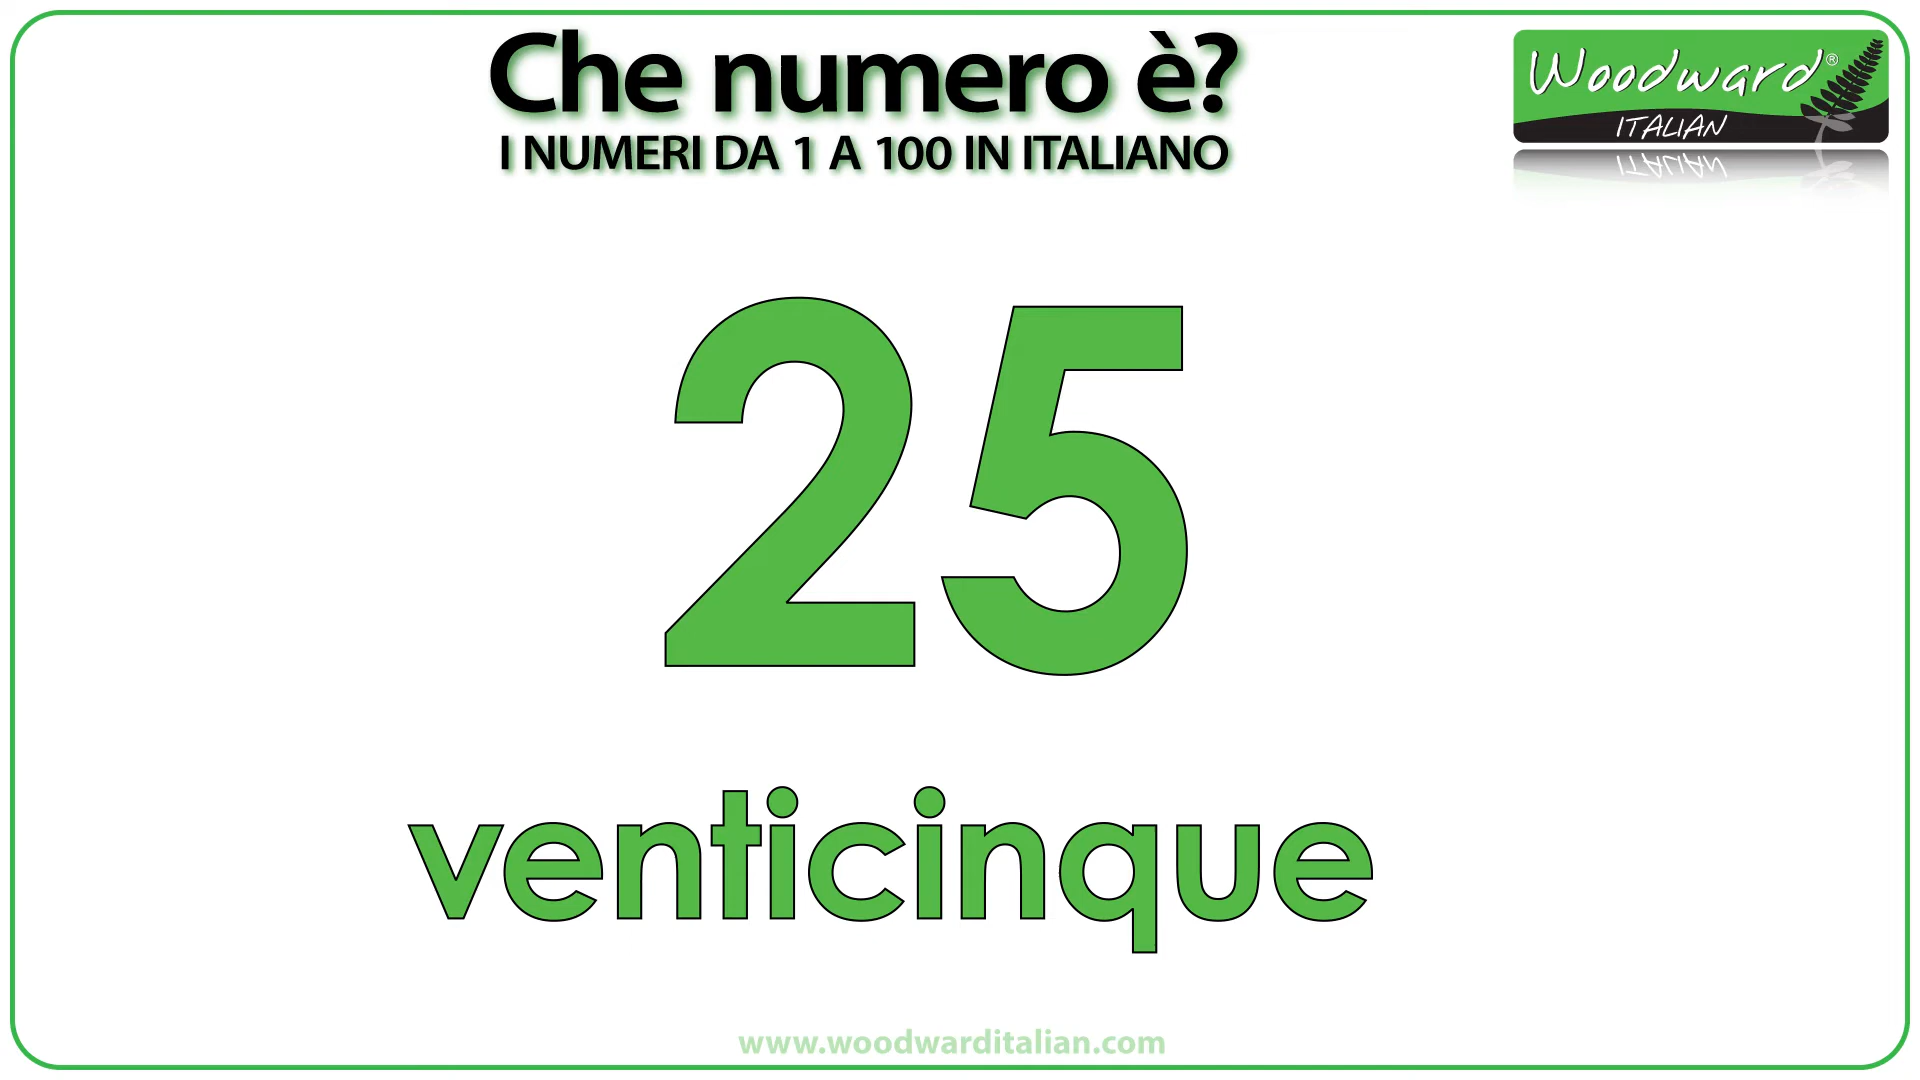 Che numero è?
I NUMERI DA 1 A 100 IN ITALIANO
Woodward®
ITALIAN
25
venticinque
www.woodwarditalian.com